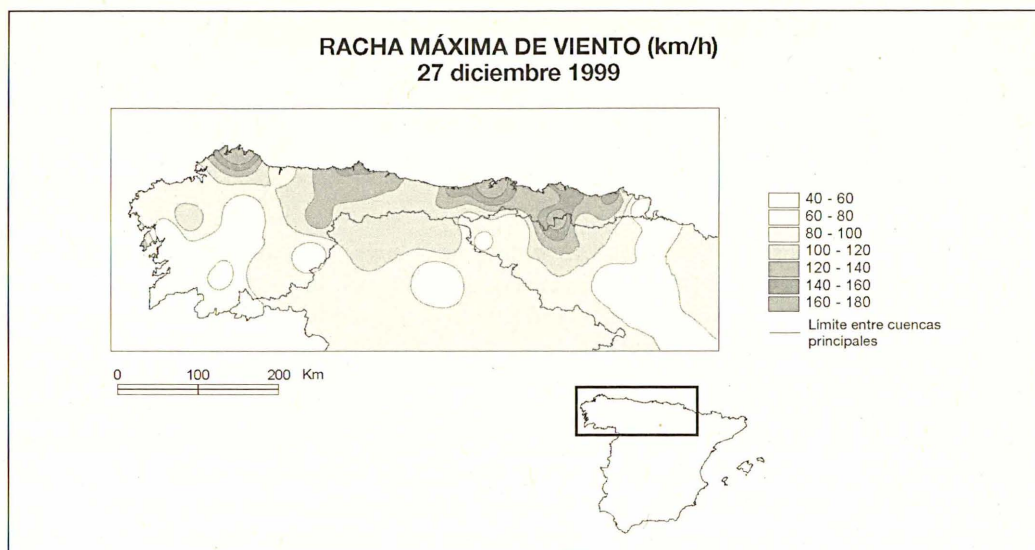 RACHA MÁXIMA DE VIENTO (km/h)
27 diciembre 1999
40 - 60
60 - 80
80 - 100
100 - 120
120 - 140
140 - 160
160 - 180
Límite entre cuencas
principales
0 100 200 Km